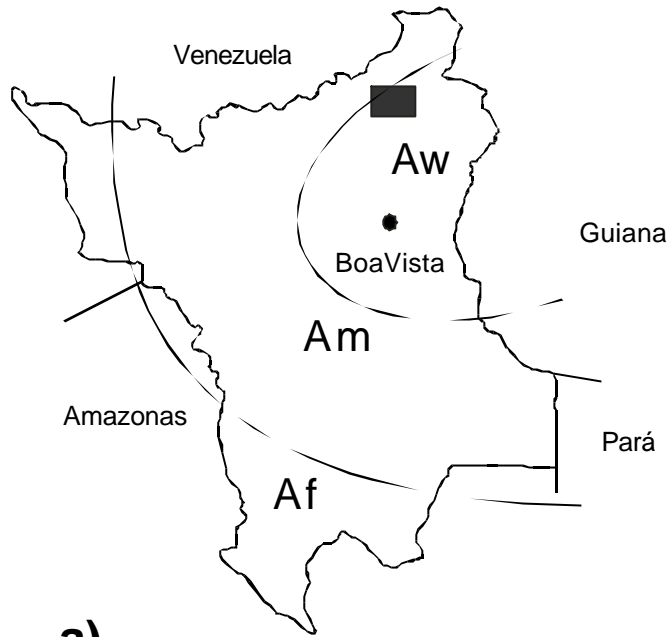 Venezuela
Aw
Guiana
BoaVista
Am
Amazonas
Pará
Af
a)